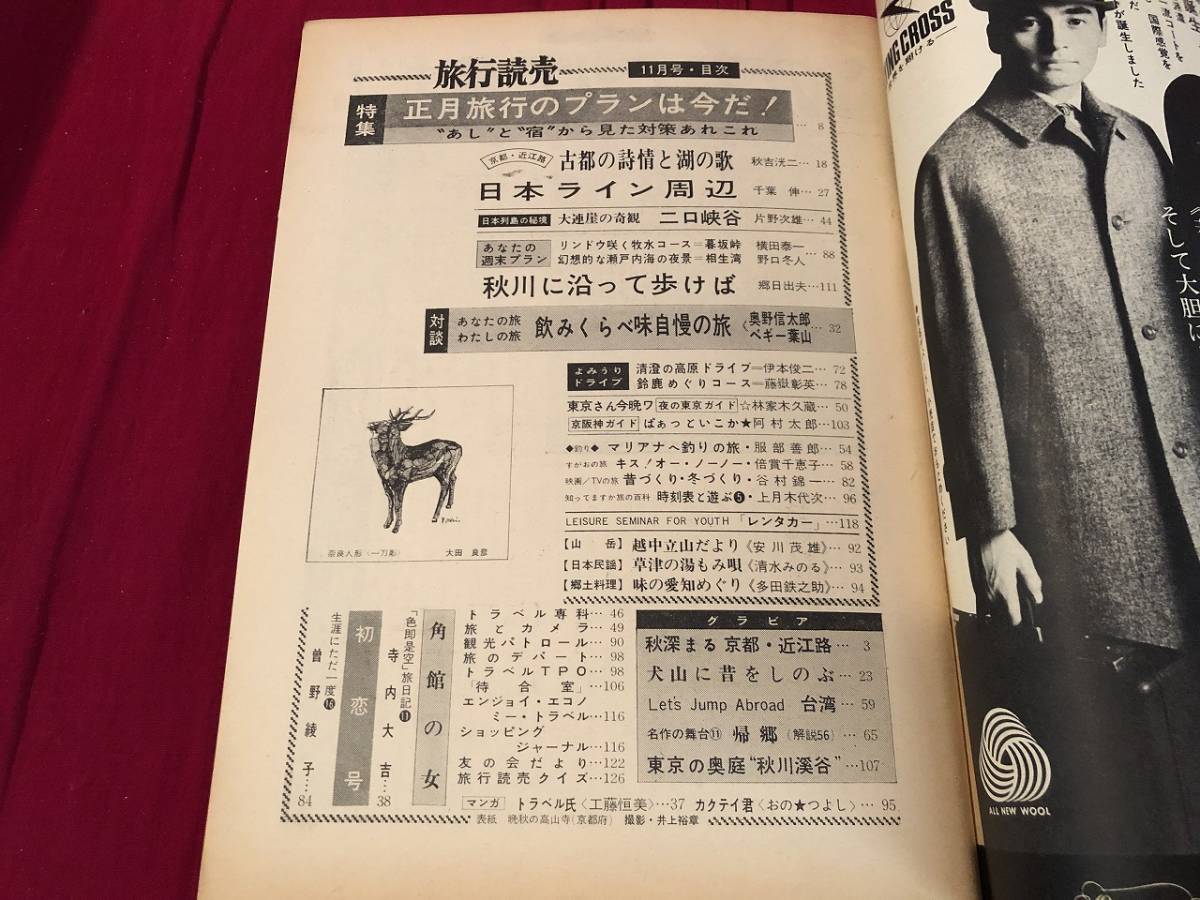 旅行読売
11月号・目次
特集
正月旅行のプランは今だ！
“あし”と“宿”から見た対策あれこれ … 8
京都・近江路 古都の詩情と湖の歌 秋吉洸二… 18
日本ライン周辺 千葉 伸… 27
日本列島の秘境 大連崖の奇観 二口峡谷 片野次雄… 44
あなたの週末プラン
リンドウ咲く牧水コース＝暮坂峠 横田泰一
幻想的な瀬戸内海の夜景＝相生湾 野口冬人 … 88
秋川に沿って歩けば 郷日出夫…111
対談
あなたの旅
わたしの旅
飲みくらべ味自慢の旅〈奥野信太郎
ペギー葉山 … 32
よみうりドライブ
清澄の高原ドライブ＝伊本俊二… 72
鈴鹿めぐりコース＝藤嶽彰英… 78
東京さん今晩ワ 夜の東京ガイド ☆林家木久蔵… 50
京阪神ガイド ばぁっといこか★阿村太郎…103
◆釣り◆ マリアナへ釣りの旅・服部善郎… 54
すがおの旅 キス！オー・ノーノー・倍賞千恵子… 58
映画／TVの旅 昔づくり・冬づくり・谷村錦一… 82
知ってますか旅の百科 時刻表と遊ぶ❺・上月木代次… 96
LEISURE SEMINAR FOR YOUTH 「レンタカー」…118
【山 岳】越中立山だより《安川茂雄》… 92
【日本民謡】草津の湯もみ唄《清水みのる》… 93
【郷土料理】味の愛知めぐり《多田鉄之助》… 94
奈良人形〈一刀彫〉 大田 良彦
トラベル専科… 46
旅とカメラ… 49
観光パトロール… 90
旅のデパート… 98
トラベルTPO… 98
「待合室」…106
エンジョイ・エコノ
ミー・トラベル…116
ショッピング
ジャーナル…116
友の会だより…122
旅行読売クイズ…126
角館の女
「色即是空」旅日記⓫
寺内大吉…38
初恋号
生涯にただ一度⓰
曽野綾子…84
グラビア
秋深まる 京都・近江路… 3
犬山に昔をしのぶ… 23
Let's Jump Abroad 台湾… 59
名作の舞台⑪ 帰郷（解説56）… 65
東京の奥庭“秋川溪谷”…107
マンガ トラベル氏〈工藤恒美〉…37 カクテイ君〈おの★つよし〉… 95
表紙 晩秋の高山寺（京都府） 撮影・井上裕章
NG CROSS
を翔ける
流コートを
国際感覚を
だ
が誕生しました
そして大胆に
ALL NEW WOOL